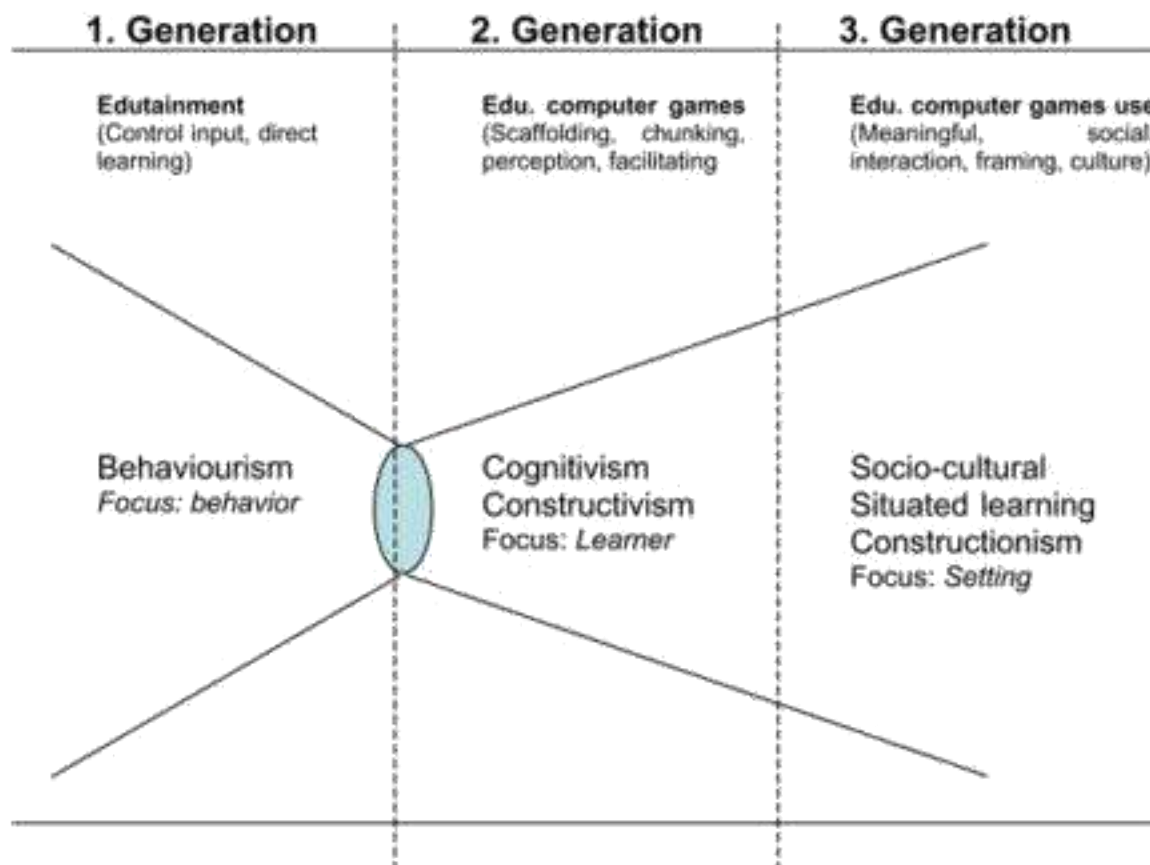 1. Generation
2. Generation
3. Generation
Edutainment
(Control input, direct
learning)
Edu. computer games
(Scaffolding, chunking,
perception, facilitating
Edu. computer games use
(Meaningful, social
interaction, framing, culture)
Behaviourism
Focus: behavior
Cognitivism
Constructivism
Focus: Learner
Socio-cultural
Situated learning
Constructionism
Focus: Setting